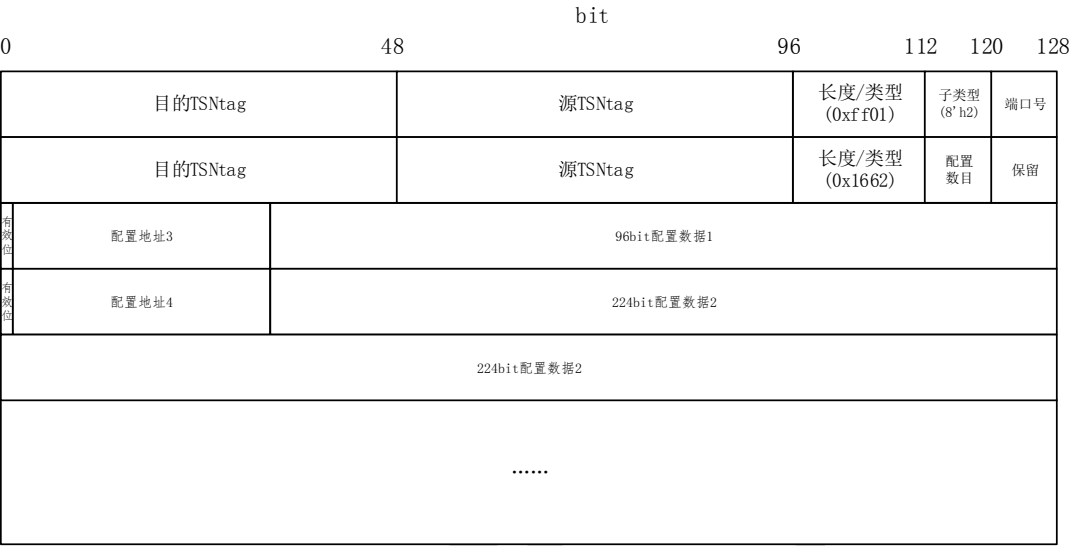 bit
0 48 96 112 120 128
目的TSNtag 源TSNtag 长度/类型 子类型 端口号
(0xff01) (8'h2)
目的TSNtag 源TSNtag 长度/类型 配置 保留
(0x1662) 数目
有效位 配置地址3 96bit配置数据1
有效位 配置地址4 224bit配置数据2
224bit配置数据2
……